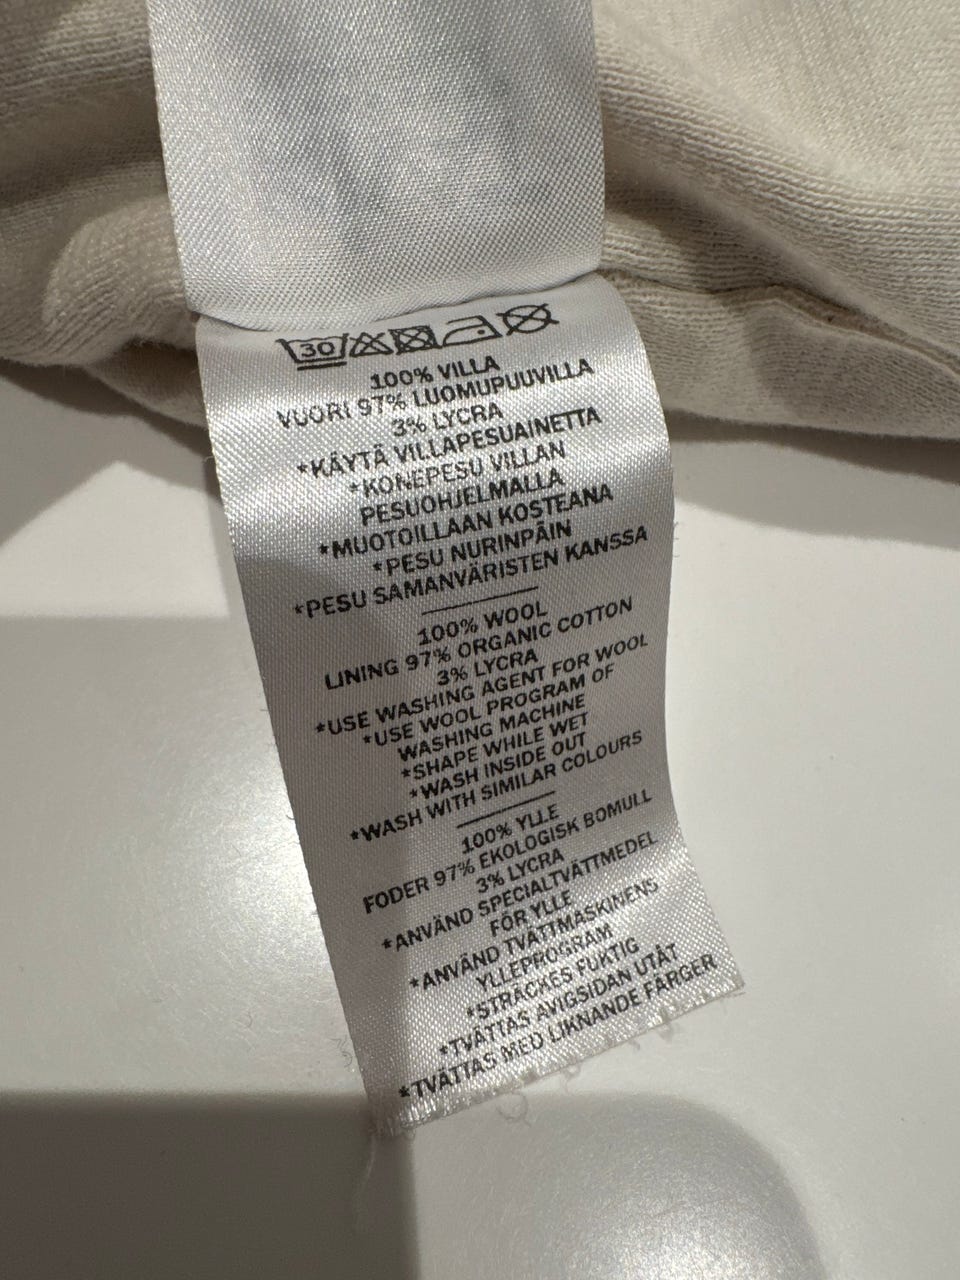 30
100% VILLA
VUORI 97% LUOMUPUUVILLA
3% LYCRA
*KÄYTÄ VILLAPESUAINETTA
*KONEPESU VILLAN
PESUOHJELMALLA
*MUOTOILLAAN KOSTEANA
*PESU NURINPÄIN
*PESU SAMANVÄRISTEN KANSSA
100% WOOL
LINING 97% ORGANIC COTTON
3% LYCRA
*USE WASHING AGENT FOR WOOL
*USE WOOL PROGRAM OF
WASHING MACHINE
*SHAPE WHILE WET
*WASH INSIDE OUT
*WASH WITH SIMILAR COLOURS
100% YLLE
FODER 97% EKOLOGISK BOMULL
3% LYCRA
*ANVÄND SPECIALTVÄTTMEDEL
FÖR YLLE
*ANVÄND TVÄTTMASKINENS
YLLEPROGRAM
*STRÄCKES FUKTIG
*TVÄTTAS AVIGSIDAN UTÅT
*TVÄTTAS MED LIKNANDE FÄRGER